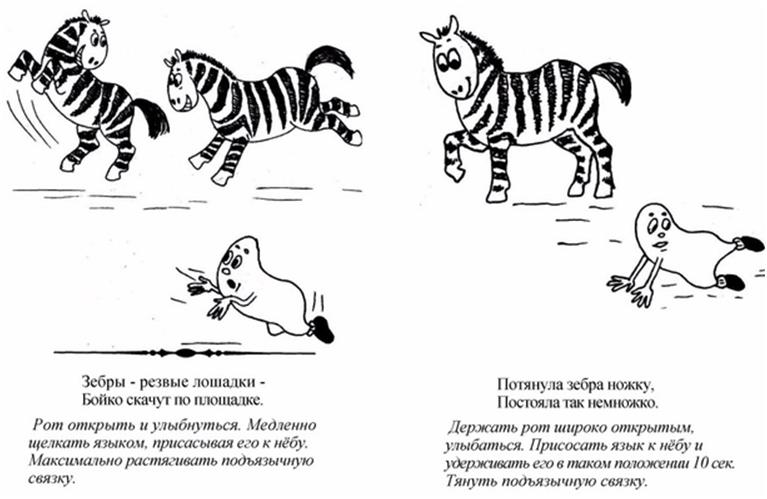 Зебры - резвые лошадки -
Бойко скачут по площадке.
Рот открыть и улыбнуться. Медленно
щелкать языком, присасывая его к нёбу.
Максимально растягивать подъязычную
связку.
Потянула зебра ножку,
Постояла так немножко.
Держать рот широко открытым,
улыбаться. Присосать язык к нёбу и
удерживать его в таком положении 10 сек.
Тянуть подъязычную связку.